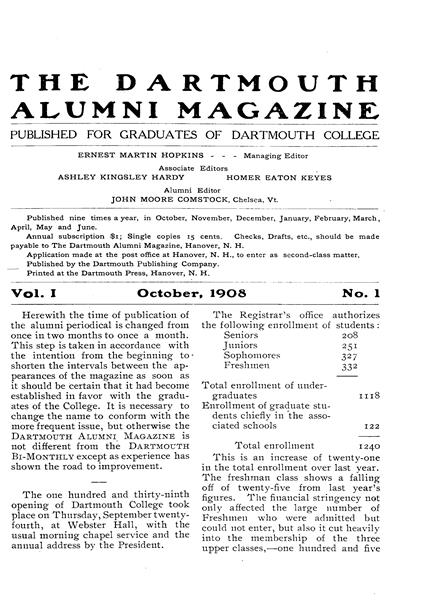 THE DARTMOUTH
ALUMNI MAGAZINE
PUBLISHED FOR GRADUATES OF DARTMOUTH COLLEGE
ERNEST MARTIN HOPKINS - - - Managing Editor
Associate Editors
ASHLEY KINGSLEY HARDY HOMER EATON KEYES
Alumni Editor
JOHN MOORE COMSTOCK, Chelsea, Vt.
Published nine times a year, in October, November, December, January, February, March,
April, May and June.
Annual subscription $1; Single copies 15 cents. Checks, Drafts, etc., should be made
payable to The Dartmouth Alumni Magazine, Hanover, N. H.
Application made at the post office at Hanover, N. H., to enter as second-class matter,
Published by the Dartmouth Publishing Company.
Printed at the Dartmouth Press, Hanover, N. H.
Vol. I October, 1908 No. 1
Herewith the time of publication of
the alumni periodical is changed from
once in two months to once a month.
This step is taken in accordance with
the intention from the beginning to
shorten the intervals between the ap-
pearances of the magazine as soon as
it should be certain that it had become
established in favor with the gradu-
ates of the College. It is necessary to
change the name to conform with the
more frequent issue, but otherwise the
DARTMOUTH ALUMNI MAGAZINE is
not different from the DARTMOUTH
BI-MONTHLY except as experience has
shown the road to improvement.
The one hundred and thirty-ninth
opening of Dartmouth College took
place on Thursday, September twenty-
fourth, at Webster Hall, with the
usual morning chapel service and the
annual address by the President.
The Registrar's office authorizes
the following enrollment of students:
Seniors 208
Juniors 251
Sophomores 327
Freshmen 332
Total enrollment of under-
graduates 1118
Enrollment of graduate stu-
dents chiefly in the asso-
ciated schools 122
Total enrollment 1240
This is an increase of twenty-one
in the total enrollment over last year.
The freshman class shows a falling
off of twenty-five from last year's
figures. The financial stringency not
only affected the large number of
Freshmen who were admitted but
could not enter, but also it cut heavily
into the membership of the three
upper classes,—one hundred and five